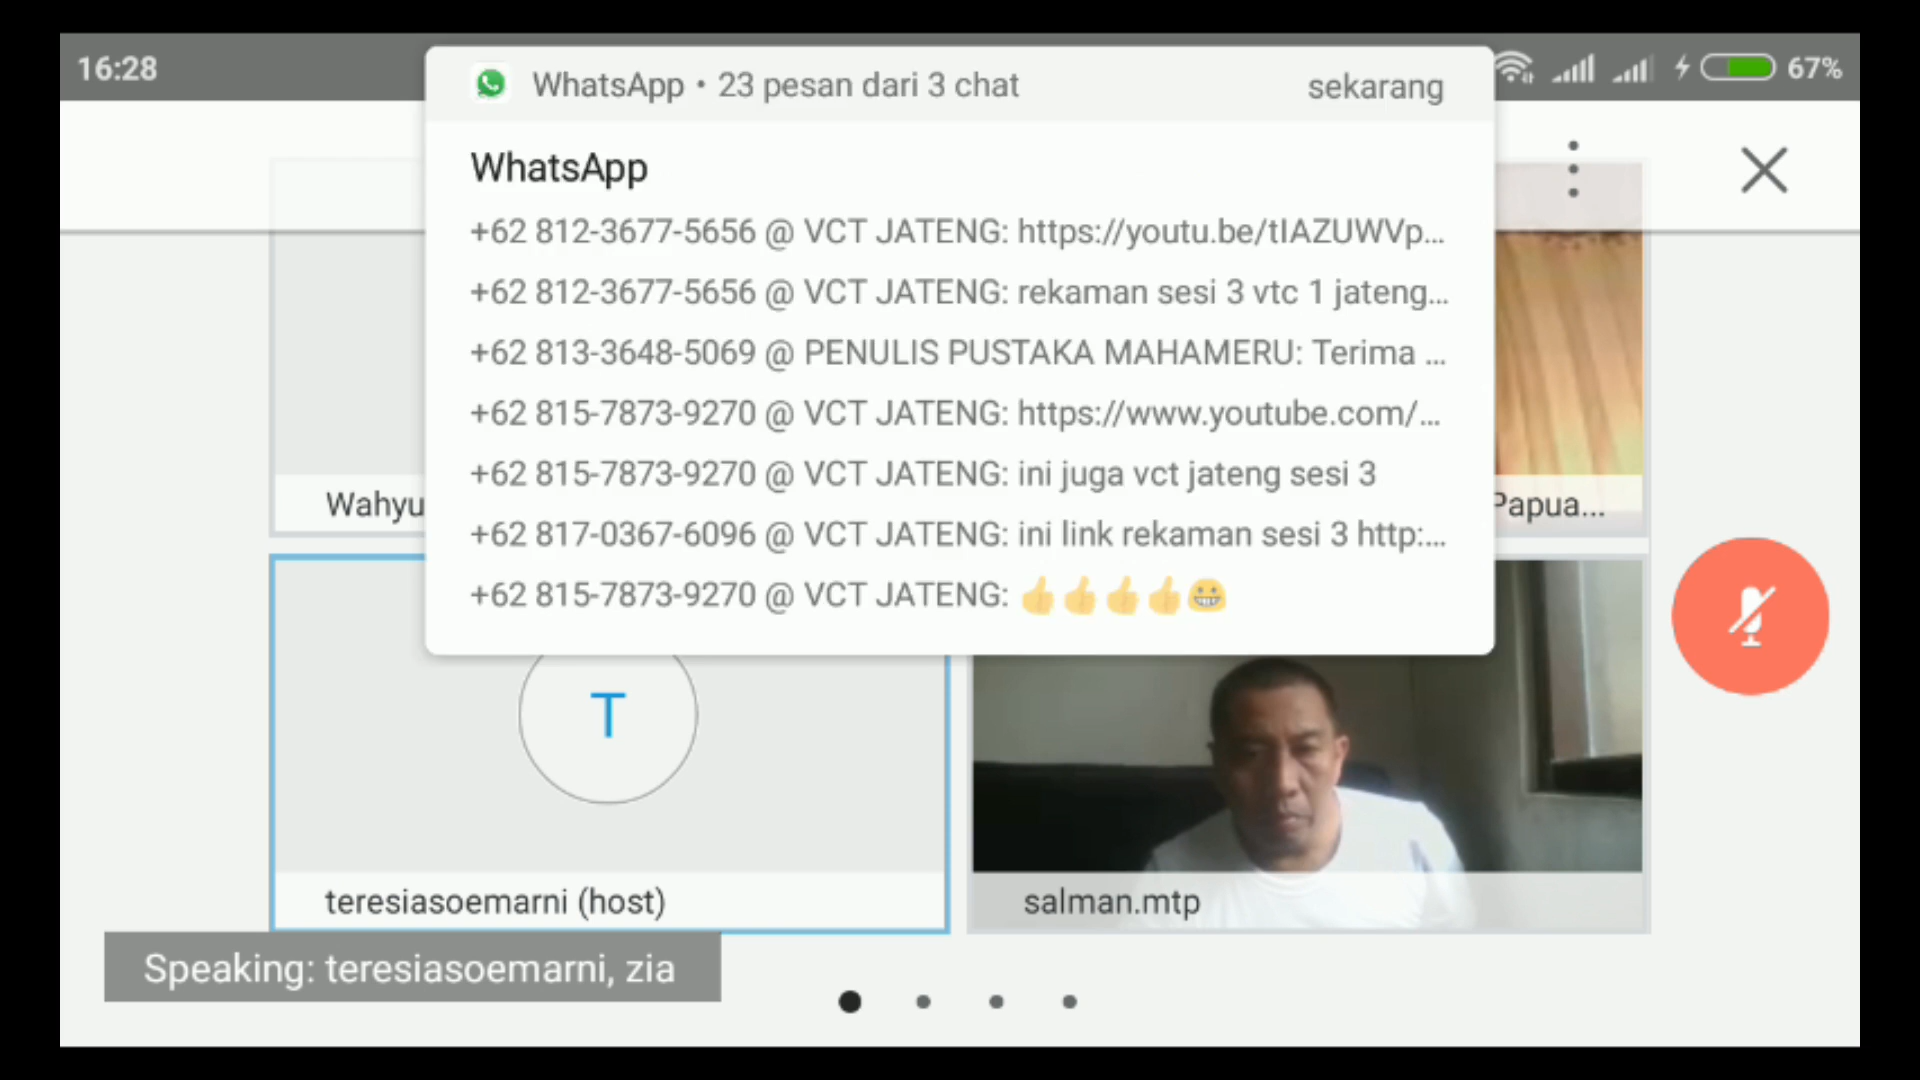 16:28
WhatsApp • 23 pesan dari 3 chat
sekarang
67%
WhatsApp
+62 812-3677-5656 @ VCT JATENG: https://youtu.be/tIAZUWVp...
+62 812-3677-5656 @ VCT JATENG: rekaman sesi 3 vtc 1 jateng...
+62 813-3648-5069 @ PENULIS PUSTAKA MAHAMERU: Terima ...
+62 815-7873-9270 @ VCT JATENG: https://www.youtube.com/...
+62 815-7873-9270 @ VCT JATENG: ini juga vct jateng sesi 3
+62 817-0367-6096 @ VCT JATENG: ini link rekaman sesi 3 http:...
+62 815-7873-9270 @ VCT JATENG: 👍👍👍👍😬
Wahyu
Papua...
T
teresiasoemarni (host)
salman.mtp
Speaking: teresiasoemarni, zia